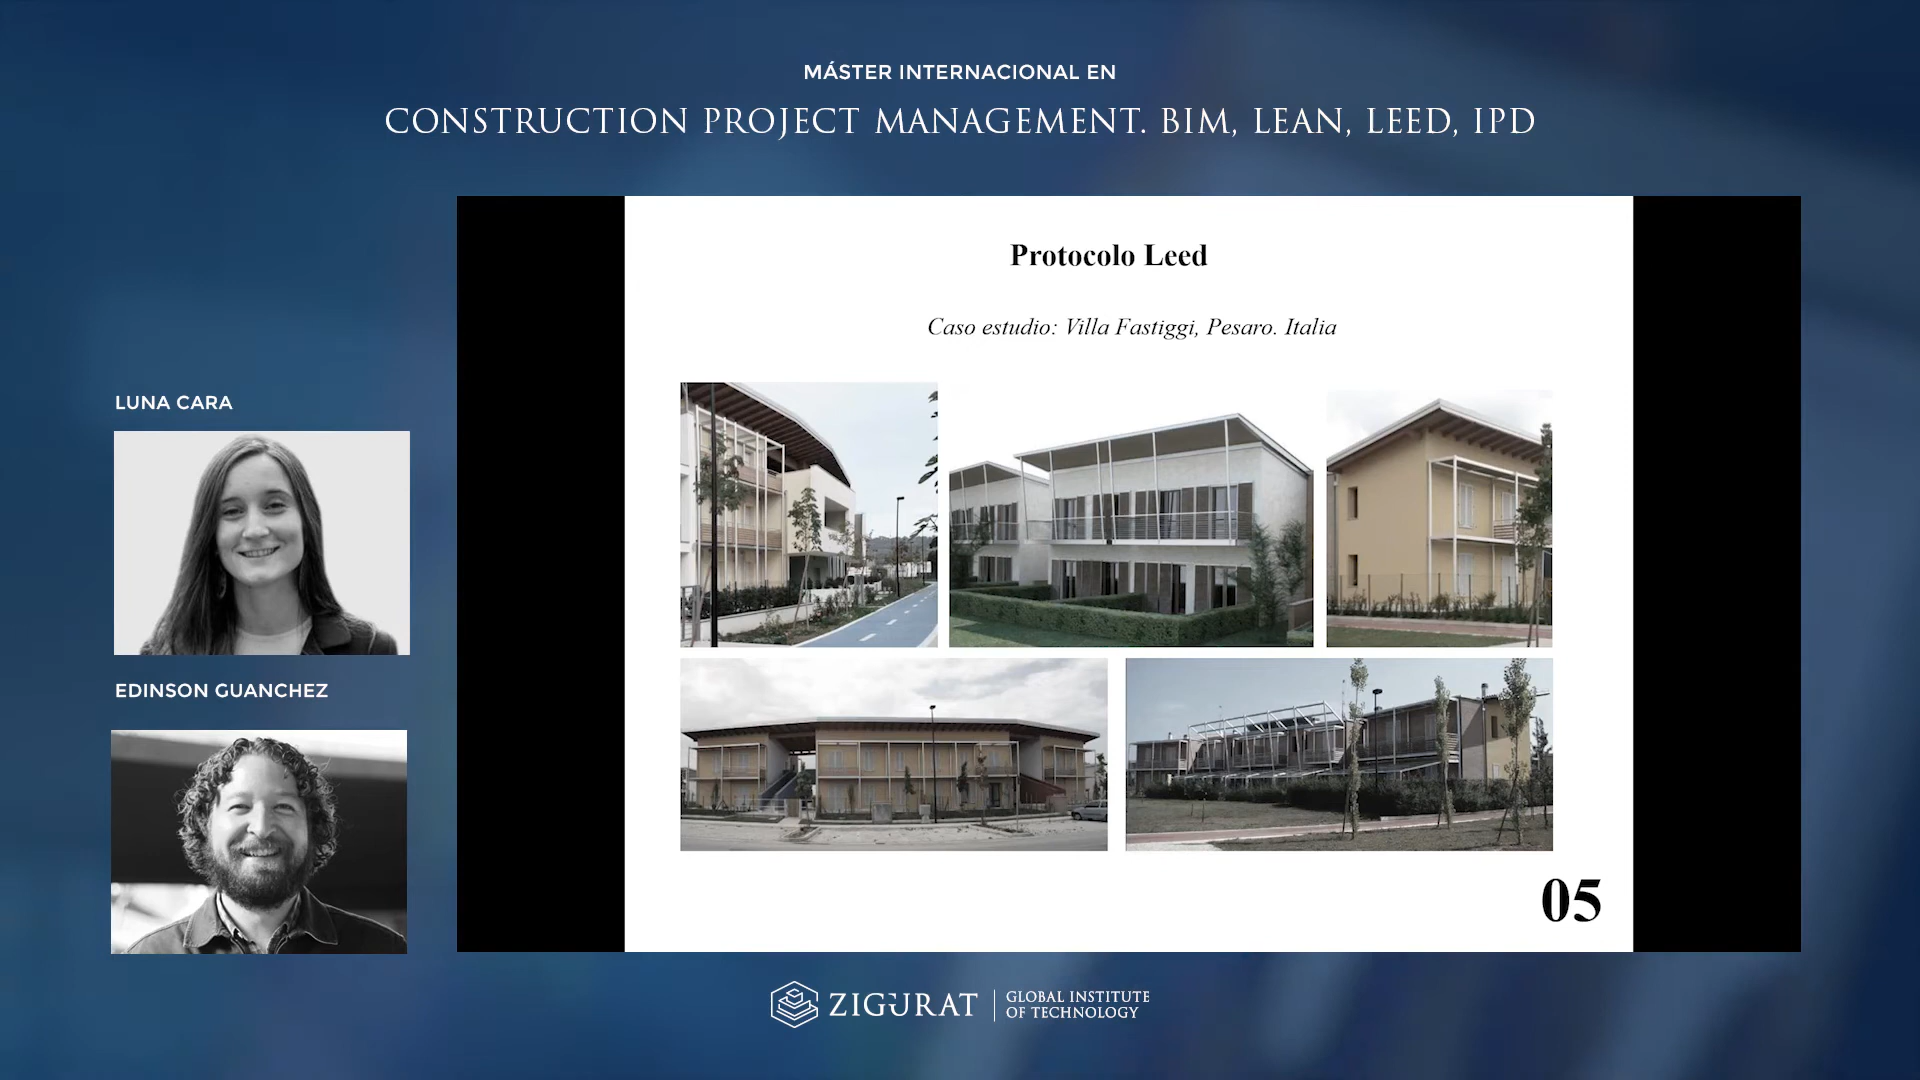 MÁSTER INTERNACIONAL EN
CONSTRUCTION PROJECT MANAGEMENT. BIM, LEAN, LEED, IPD
Protocolo Leed
Caso estudio: Villa Fastiggi, Pesaro. Italia
LUNA CARA
EDINSON GUANCHEZ
05
ZIGURAT
GLOBAL INSTITUTE
OF TECHNOLOGY